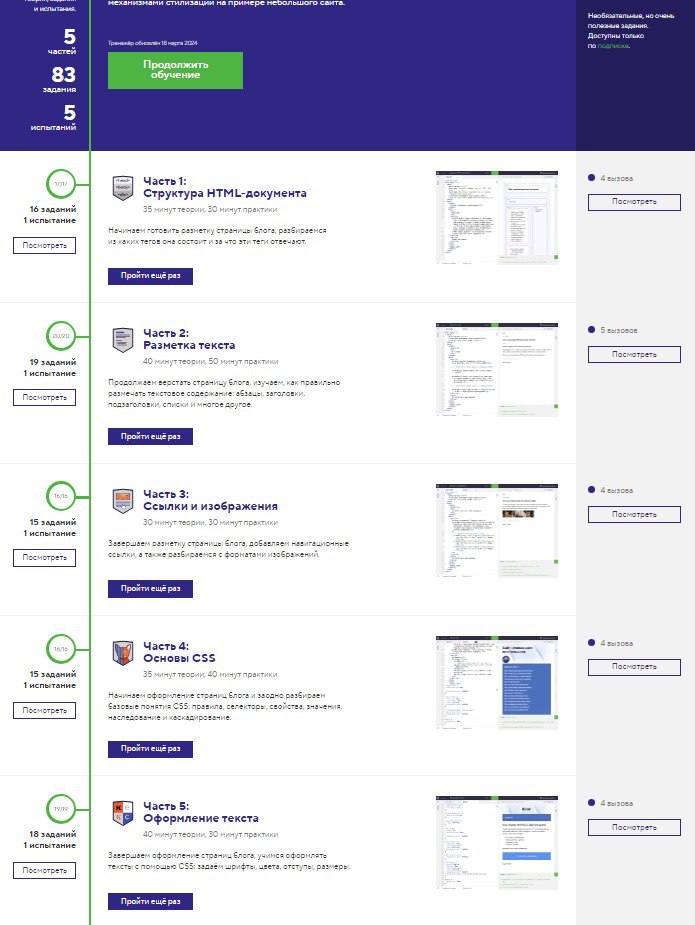 и испытания.
5
частей
83
задания
5
испытаний
механизмами стилизации на примере небольшого сайта.
Тренажёр обновлён 18 марта 2024
Продолжить
обучение
Необязательные, но очень
полезные задания.
Доступны только
по подписке.
17/17
16 заданий
1 испытание
Посмотреть
Часть 1:
Структура HTML-документа
35 минут теории, 30 минут практики
Начинаем готовить разметку страницы блога, разбираемся
из каких тегов она состоит и за что эти теги отвечают.
Пройти ещё раз
4 вызова
Посмотреть
20/20
19 заданий
1 испытание
Посмотреть
Часть 2:
Разметка текста
40 минут теории, 50 минут практики
Продолжаем верстать страницу блога, изучаем, как правильно
размечать текстовое содержание: абзацы, заголовки,
подзаголовки, списки и многое другое.
Пройти ещё раз
5 вызовов
Посмотреть
16/16
15 заданий
1 испытание
Посмотреть
Часть 3:
Ссылки и изображения
30 минут теории, 30 минут практики
Завершаем разметку страницы блога, добавляем навигационные
ссылки, а также разбираемся с форматами изображений.
Пройти ещё раз
4 вызова
Посмотреть
16/16
15 заданий
1 испытание
Посмотреть
Часть 4:
Основы CSS
35 минут теории, 40 минут практики
Начинаем оформление страниц блога и заодно разбираем
базовые понятия CSS: правила, селекторы, свойства, значения,
наследование и каскадирование.
Пройти ещё раз
4 вызова
Посмотреть
19/19
18 заданий
1 испытание
Посмотреть
Часть 5:
Оформление текста
40 минут теории, 30 минут практики
Завершаем оформление страниц блога, учимся оформлять
тексты с помощью CSS: задаём шрифты, цвета, отступы, размеры.
Пройти ещё раз
4 вызова
Посмотреть